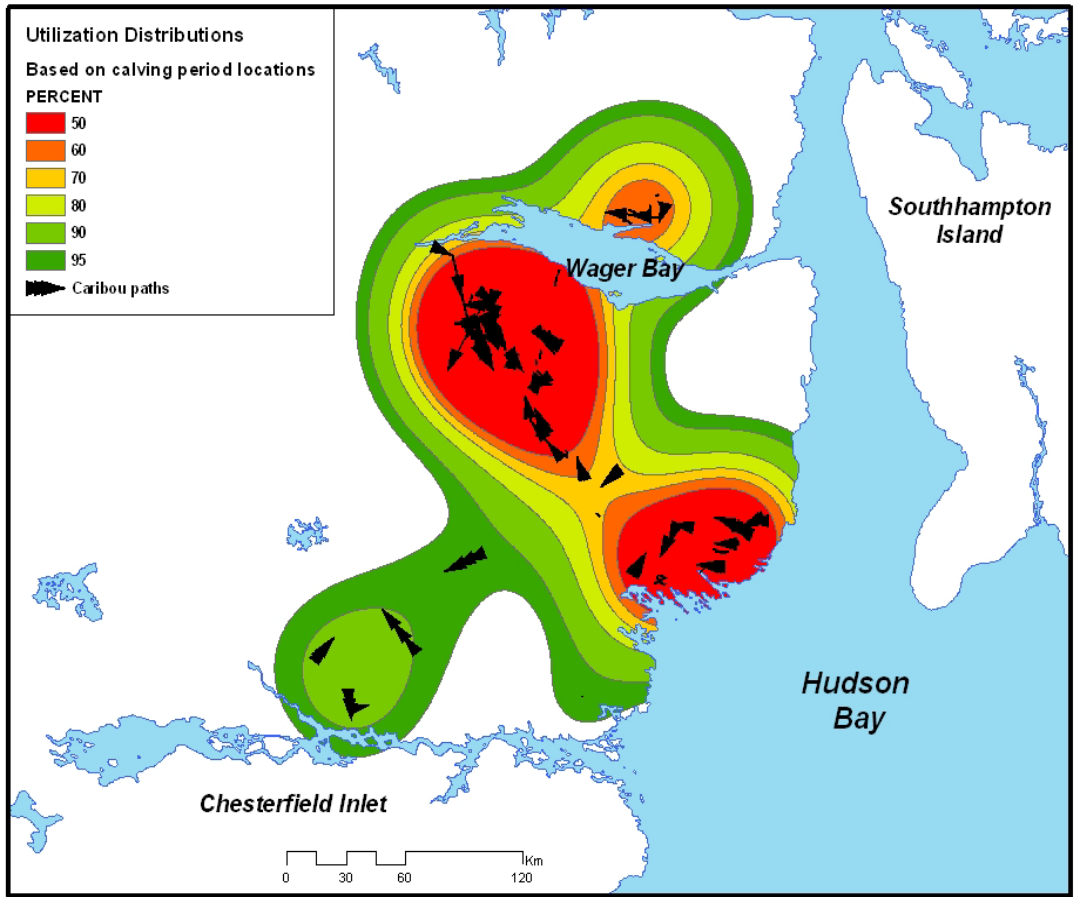 Utilization Distributions
Based on calving period locations
PERCENT
50
60
70
80
90
95
Caribou paths
Southhampton
Island
Wager Bay
Hudson
Bay
Chesterfield Inlet
Km
0 30 60 120